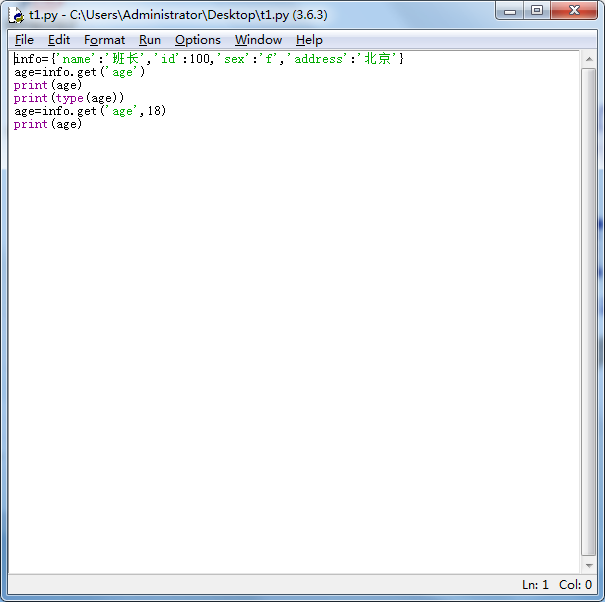 t1.py - C:\Users\Administrator\Desktop\t1.py (3.6.3)
File Edit Format Run Options Window Help
info={'name':'班长','id':100,'sex':'f','address':'北京'}
age=info.get('age')
print(age)
print(type(age))
age=info.get('age',18)
print(age)
Ln: 1 Col: 0